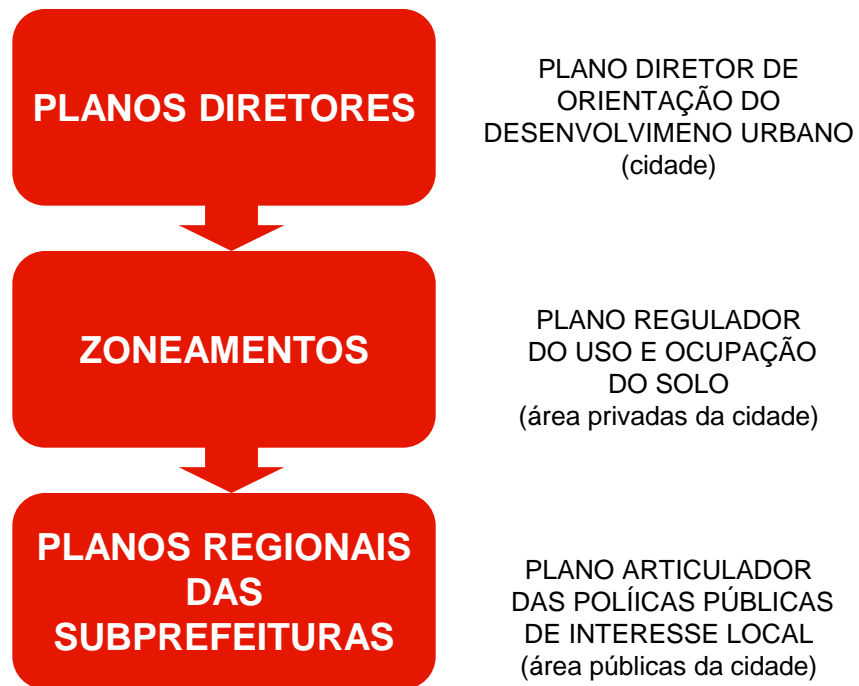 PLANOS DIRETORES
PLANO DIRETOR DE
ORIENTAÇÃO DO
DESENVOLVIMENO URBANO
(cidade)
ZONEAMENTOS
PLANO REGULADOR
DO USO E OCUPAÇÃO
DO SOLO
(área privadas da cidade)
PLANOS REGIONAIS
DAS
SUBPREFEITURAS
PLANO ARTICULADOR
DAS POLÍICAS PÚBLICAS
DE INTERESSE LOCAL
(área públicas da cidade)